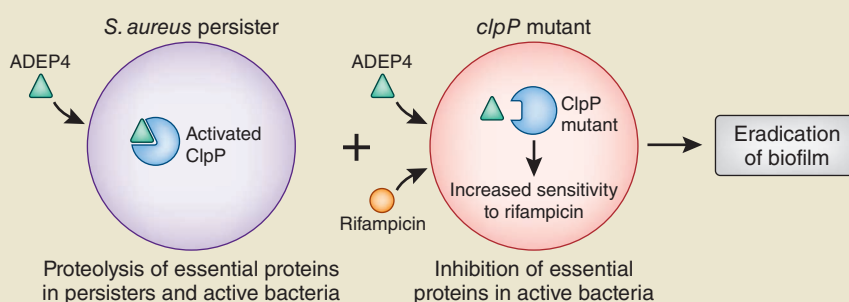 S. aureus persister
ADEP4
Activated
ClpP
Proteolysis of essential proteins
in persisters and active bacteria
+
clpP mutant
ADEP4
Rifampicin
ClpP
mutant
Increased sensitivity
to rifampicin
Inhibition of essential
proteins in active bacteria
Eradication
of biofilm